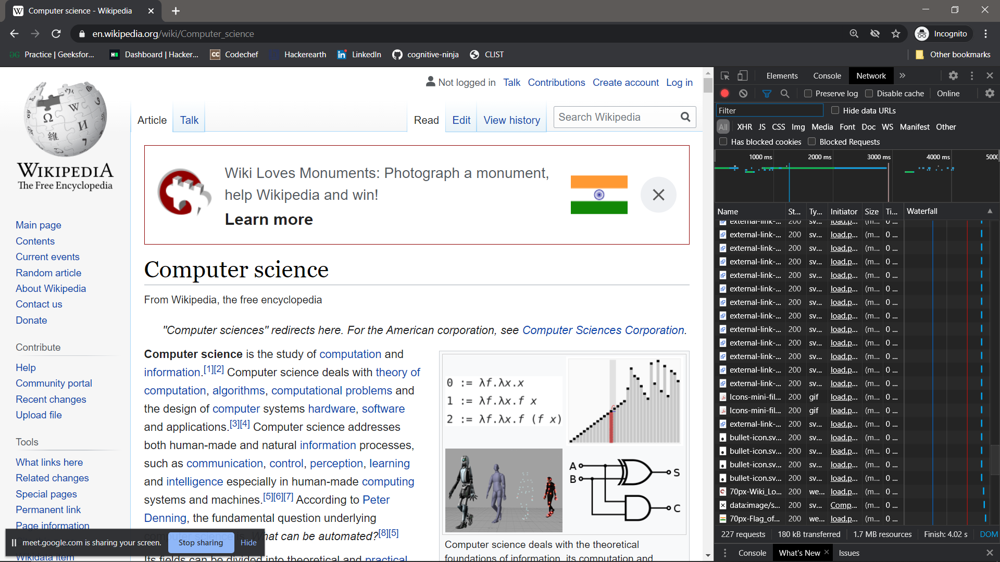 Computer science - Wikipedia
en.wikipedia.org/wiki/Computer_science
Incognito
Practice | Geeksfor...
Dashboard | Hacker...
Codechef
Hackerearth
LinkedIn
cognitive-ninja
CLIST
Other bookmarks
WIKIPEDIA
The Free Encyclopedia
Main page
Contents
Current events
Random article
About Wikipedia
Contact us
Donate
Contribute
Help
Community portal
Recent changes
Upload file
Tools
What links here
Related changes
Special pages
Permanent link
Page information
Wikidata item
Not logged in Talk Contributions Create account Log in
Article Talk Read Edit View history Search Wikipedia
Wiki Loves Monuments: Photograph a monument,
help Wikipedia and win!
Learn more
Computer science
From Wikipedia, the free encyclopedia
"Computer sciences" redirects here. For the American corporation, see Computer Sciences Corporation.
Computer science is the study of computation and
information.[1][2] Computer science deals with theory of
computation, algorithms, computational problems and
the design of computer systems hardware, software
and applications.[3][4] Computer science addresses
both human-made and natural information processes,
such as communication, control, perception, learning
and intelligence especially in human-made computing
systems and machines.[5][6][7] According to Peter
Denning, the fundamental question underlying
computer science is, What can be automated?[8][5]
Its fields can be divided into theoretical and practical
0 := λf.λx.x
1 := λf.λx.f x
2 := λf.λx.f (f x)
A
B
S
C
Computer science deals with the theoretical
foundations of information, its computation and
meet.google.com is sharing your screen. Stop sharing Hide
Elements Console Network
Preserve log Disable cache Online
Filter Hide data URLs
All XHR JS CSS Img Media Font Doc WS Manifest Other
Has blocked cookies Blocked Requests
1000 ms 2000 ms 3000 ms 4000 ms 5000
Name St... Ty... Initiator Size Ti... Waterfall
external-link-... 200 sv... load.p... (m... 0 ...
external-link-... 200 sv... load.p... (m... 0 ...
external-link-... 200 sv... load.p... (m... 0 ...
external-link-... 200 sv... load.p... (m... 0 ...
external-link-... 200 sv... load.p... (m... 0 ...
external-link-... 200 sv... load.p... (m... 0 ...
external-link-... 200 sv... load.p... (m... 0 ...
external-link-... 200 sv... load.p... (m... 0 ...
external-link-... 200 sv... load.p... (m... 0 ...
external-link-... 200 sv... load.p... (m... 0 ...
external-link-... 200 sv... load.p... (m... 0 ...
external-link-... 200 sv... load.p... (m... 0 ...
external-link-... 200 sv... load.p... (m... 0 ...
Icons-mini-fil... 200 gif load.p... (m... 0 ...
Icons-mini-fil... 200 gif load.p... (m... 0 ...
external-link-... 200 sv... load.p... (m... 0 ...
bullet-icon.sv... 200 sv... load.p... (m... 0 ...
bullet-icon.sv... 200 sv... load.p... (m... 0 ...
bullet-icon.sv... 200 sv... load.p... (m... 0 ...
bullet-icon.sv... 200 sv... load.p... (m... 0 ...
70px-Wiki_Lo... 200 we... load.p... (m... 0 ...
data:image/s... 200 sv... Comp... (m... 0 ...
70px-Flag_of... 200 we... load.p... (m... 0 ...
227 requests 180 kB transferred 1.7 MB resources Finish: 4.02 s DOM
Console What's New Issues